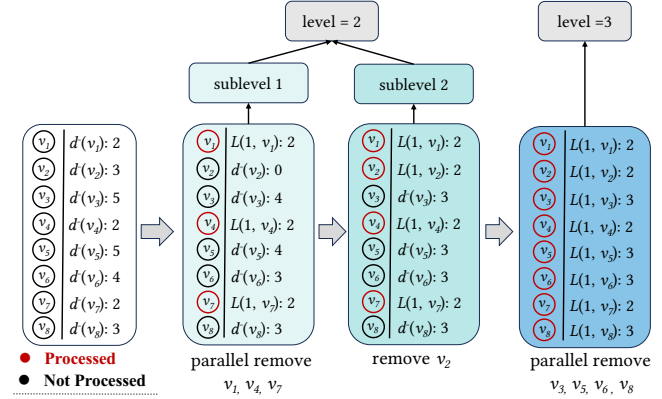 level = 2
level =3
sublevel 1
sublevel 2
v1 d-(v1): 2
v2 d-(v2): 3
v3 d-(v3): 5
v4 d-(v4): 2
v5 d-(v5): 5
v6 d-(v6): 4
v7 d-(v7): 2
v8 d-(v8): 3
v1 L(1, v1): 2
v2 d-(v2): 0
v3 d-(v3): 4
v4 L(1, v4): 2
v5 d-(v5): 4
v6 d-(v6): 3
v7 L(1, v7): 2
v8 d-(v8): 3
v1 L(1, v1): 2
v2 L(1, v2): 2
v3 d-(v3): 3
v4 L(1, v4): 2
v5 d-(v5): 3
v6 d-(v6): 3
v7 L(1, v7): 2
v8 d-(v8): 3
v1 L(1, v1): 2
v2 L(1, v2): 2
v3 L(1, v3): 3
v4 L(1, v4): 2
v5 L(1, v5): 3
v6 L(1, v6): 3
v7 L(1, v7): 2
v8 L(1, v8): 3
Processed
Not Processed
parallel remove
v1, v4, v7
remove v2
parallel remove
v3, v5, v6, v8